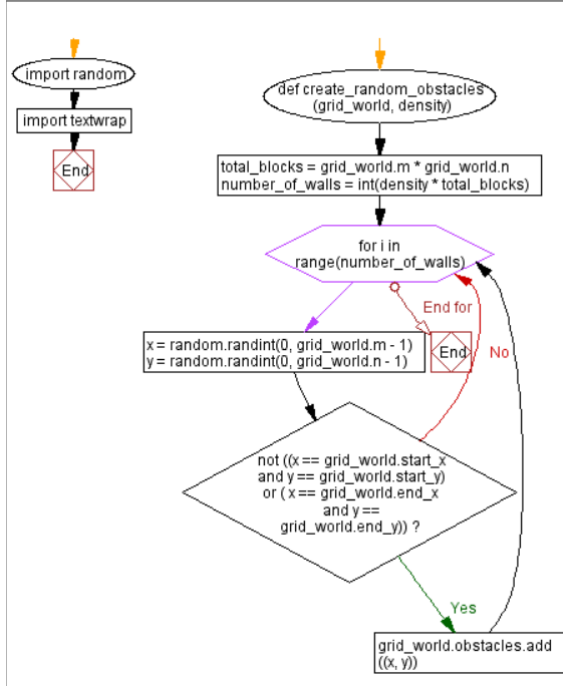 import random
import textwrap
End
def create_random_obstacles
(grid_world, density)
total_blocks = grid_world.m * grid_world.n
number_of_walls = int(density * total_blocks)
for i in
range(number_of_walls)
End for
End
No
x = random.randint(0, grid_world.m - 1)
y = random.randint(0, grid_world.n - 1)
not ((x == grid_world.start_x
and y == grid_world.start_y)
or ( x == grid_world.end_x
and y ==
grid_world.end_y)) ?
Yes
grid_world.obstacles.add
((x, y))